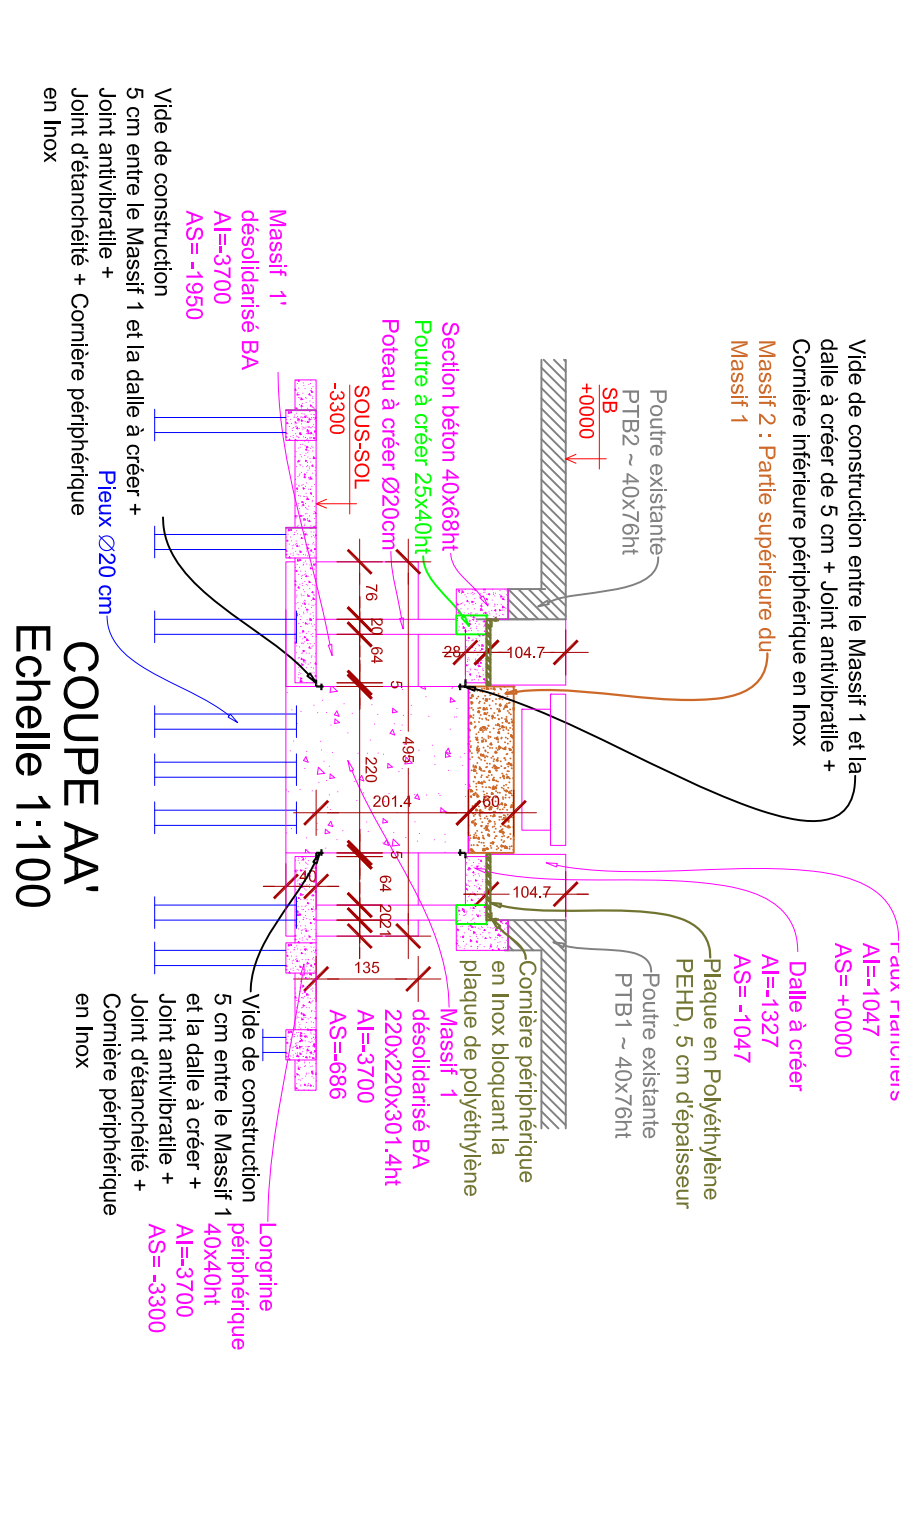 Vide de construction entre le Massif 1 et la
dalle à créer de 5 cm + Joint antivibratile +
Cornière inférieure périphérique en Inox
Massif 2 : Partie supérieure du
Massif 1
Poutre existante
PTB2 ~ 40x76ht
SB
+0000
Section béton 40x68ht
Poutre à créer 25x40ht
Poteau à créer Ø20cm
SOUS-SOL
-3300
Massif 1'
désolidarisé BA
AI=-3700
AS= -1950
Vide de construction
5 cm entre le Massif 1 et la dalle à créer +
Joint antivibratile +
Joint d'étanchéité + Cornière périphérique
en Inox
Pieux Ø20 cm
AI=-1047
AS= +0000
Dalle à créer
AI=-1327
AS= -1047
Plaque en Polyéthylène
PEHD, 5 cm d'épaisseur
Poutre existante
PTB1 ~ 40x76ht
Cornière périphérique
en Inox bloquant la
plaque de polyéthylène
Massif 1
désolidarisé BA
220x220x301.4ht
AI=-3700
AS=-686
Vide de construction
5 cm entre le Massif 1
et la dalle à créer +
Joint antivibratile +
Joint d'étanchéité +
Cornière périphérique
en Inox
Longrine
périphérique
40x40ht
AI=-3700
AS= -3300
104.7
28
76
20
64
5
495
220
201.4
60
5
64
20
21
40
104.7
135
COUPE AA'
Echelle 1:100